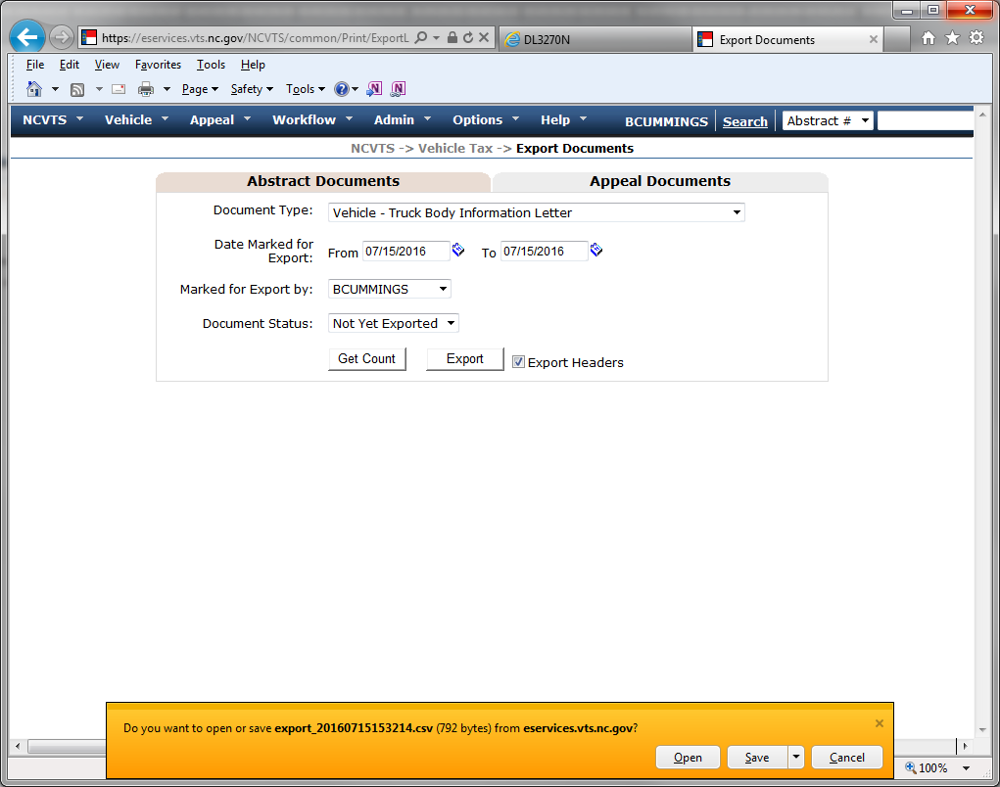 https://eservices.vts.nc.gov/NCVTS/common/Print/ExportL
DL3270N
Export Documents
File Edit View Favorites Tools Help
Page Safety Tools
NCVTS Vehicle Appeal Workflow Admin Options Help BCUMMINGS Search Abstract #
NCVTS -> Vehicle Tax -> Export Documents
Abstract Documents Appeal Documents
Document Type: Vehicle - Truck Body Information Letter
Date Marked for
Export: From 07/15/2016 To 07/15/2016
Marked for Export by: BCUMMINGS
Document Status: Not Yet Exported
Get Count Export Export Headers
Do you want to open or save export_20160715153214.csv (792 bytes) from eservices.vts.nc.gov?
Open Save Cancel
100%